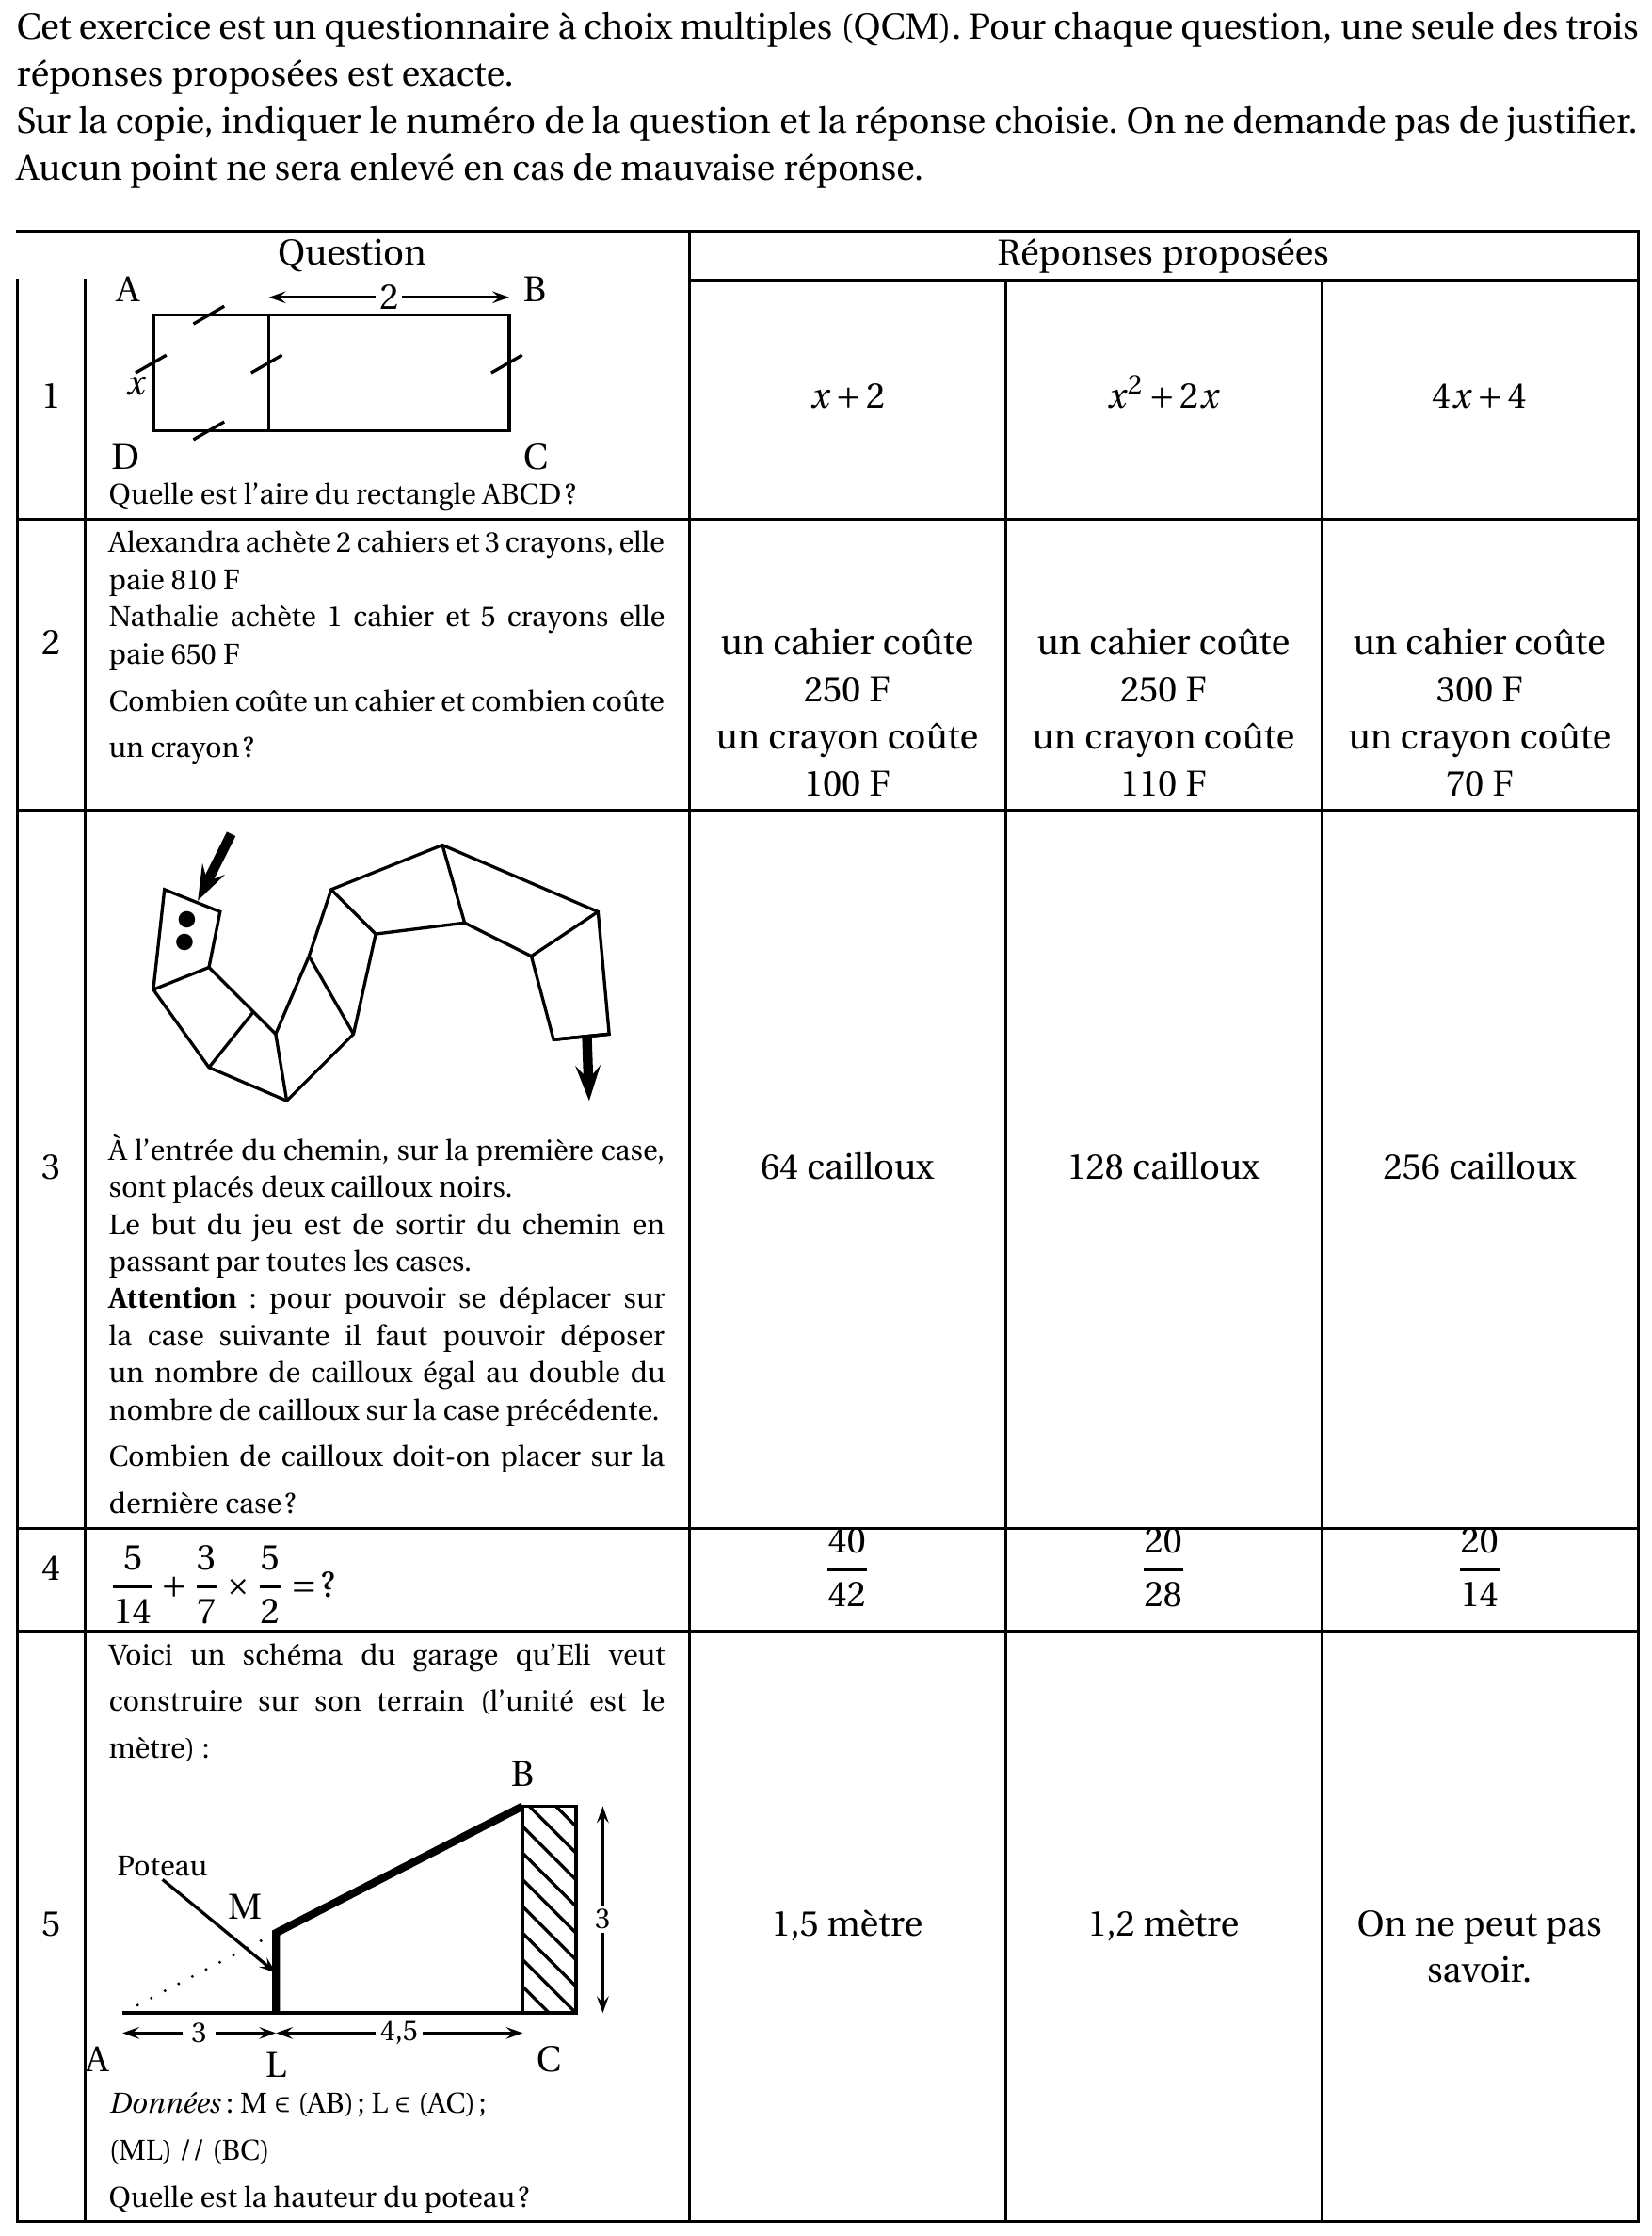 Cet exercice est un questionnaire à choix multiples (QCM). Pour chaque question, une seule des trois
réponses proposées est exacte.
Sur la copie, indiquer le numéro de la question et la réponse choisie. On ne demande pas de justifier.
Aucun point ne sera enlevé en cas de mauvaise réponse.
Question
Réponses proposées
1
A
2
B
x
D
C
Quelle est l'aire du rectangle ABCD ?
x + 2
x² + 2x
4x + 4
2
Alexandra achète 2 cahiers et 3 crayons, elle
paie 810 F
Nathalie achète 1 cahier et 5 crayons elle
paie 650 F
Combien coûte un cahier et combien coûte
un crayon ?
un cahier coûte
250 F
un crayon coûte
100 F
un cahier coûte
250 F
un crayon coûte
110 F
un cahier coûte
300 F
un crayon coûte
70 F
3
À l'entrée du chemin, sur la première case,
sont placés deux cailloux noirs.
Le but du jeu est de sortir du chemin en
passant par toutes les cases.
Attention : pour pouvoir se déplacer sur
la case suivante il faut pouvoir déposer
un nombre de cailloux égal au double du
nombre de cailloux sur la case précédente.
Combien de cailloux doit-on placer sur la
dernière case ?
64 cailloux
128 cailloux
256 cailloux
4
5/14 + 3/7 × 5/2 = ?
40/42
20/28
20/14
5
Voici un schéma du garage qu'Eli veut
construire sur son terrain (l'unité est le
mètre) :
B
Poteau
M
3
3
4,5
A
L
C
Données : M ∈ (AB) ; L ∈ (AC) ;
(ML) // (BC)
Quelle est la hauteur du poteau ?
1,5 mètre
1,2 mètre
On ne peut pas
savoir.